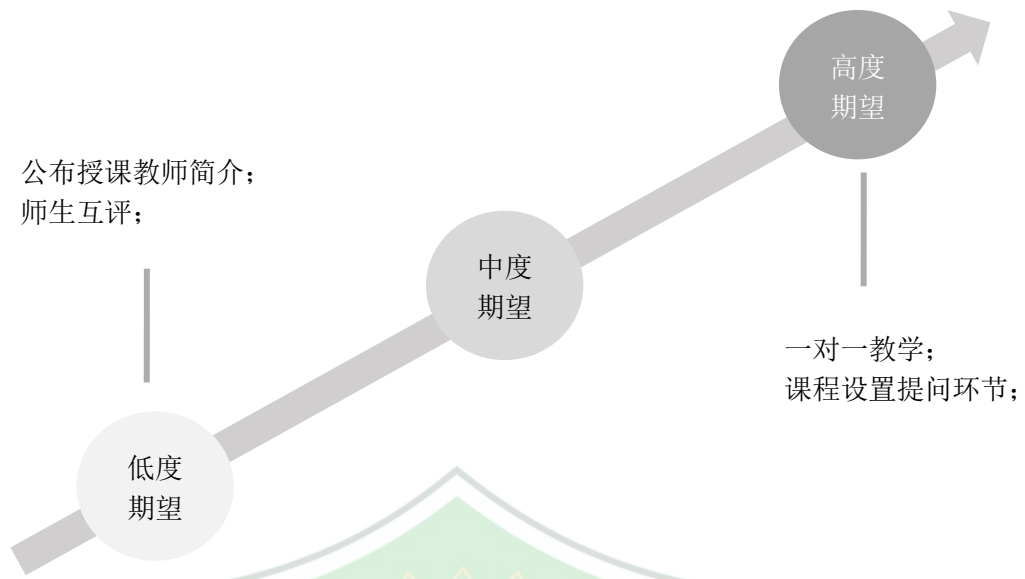 高度
期望
公布授课教师简介；
师生互评；
中度
期望
一对一教学；
课程设置提问环节；
低度
期望